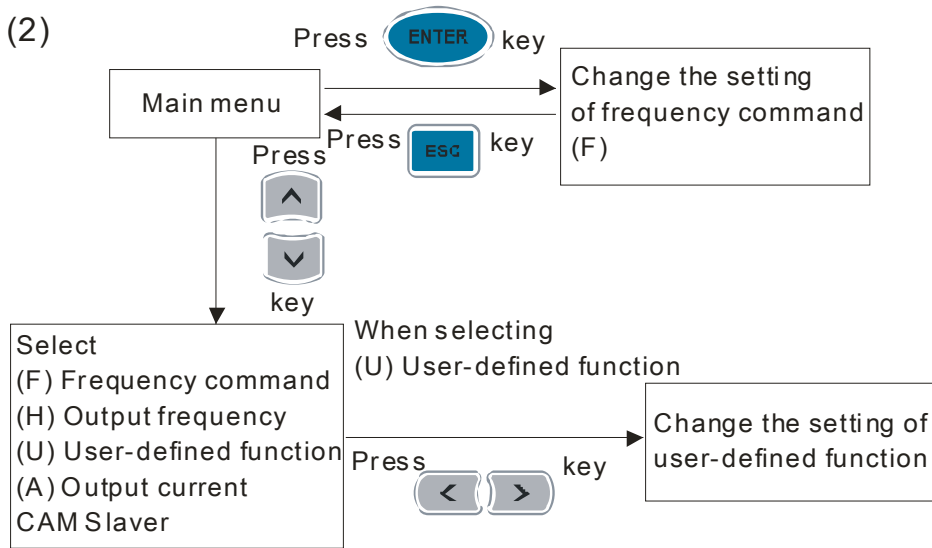 (2)
Press ENTER key
Main menu
Change the setting
of frequency command
(F)
Press ESC key
Press
key
Select
(F) Frequency command
(H) Output frequency
(U) User-defined function
(A) Output current
CAM Slaver
When selecting
(U) User-defined function
Press key
Change the setting of
user-defined function